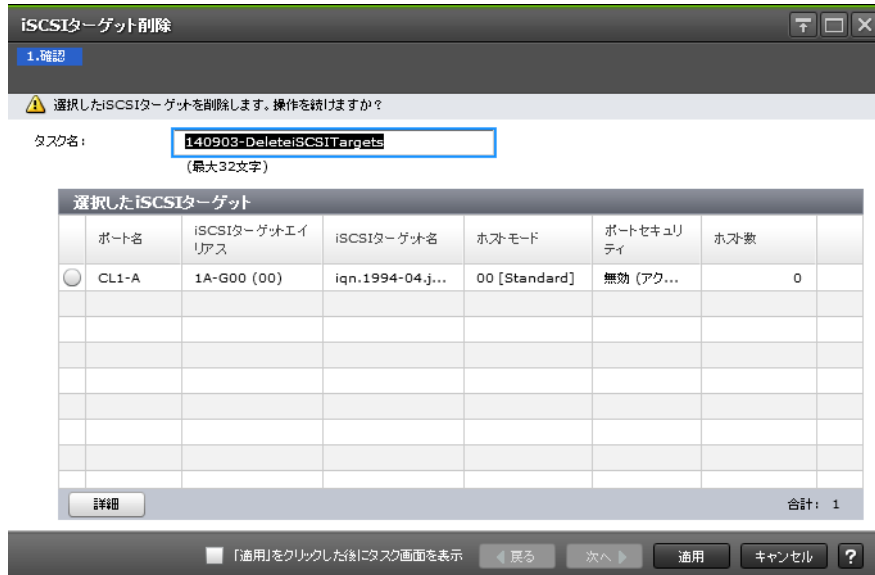 iSCSIターゲット削除
1.確認
選択したiSCSIターゲットを削除します。操作を続けますか？
タスク名：
140903-DeleteiSCSITargets
(最大32文字)
選択したiSCSIターゲット
ポート名
iSCSIターゲットエイ
リアス
iSCSIターゲット名
ホストモード
ポートセキュリ
ティ
ホスト数
CL1-A
1A-G00 (00)
iqn.1994-04.j...
00 [Standard]
無効 (アク...
0
詳細
合計： 1
「適用」をクリックした後にタスク画面を表示
戻る
次へ
適用
キャンセル
?